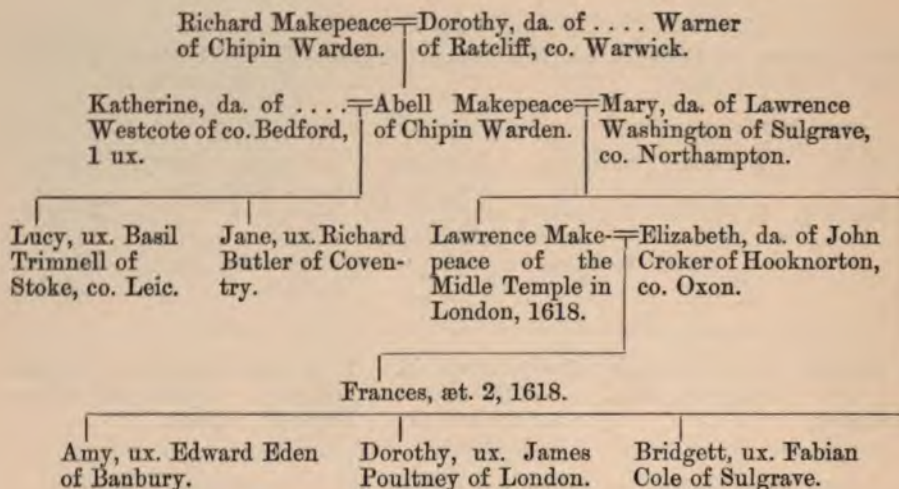 Richard Makepeace Dorothy, da. of . . . . Warner
of Chipin Warden. of Ratcliff, co. Warwick.
Katherine, da. of . . . . Abell Makepeace Mary, da. of Lawrence
Westcote of co. Bedford, of Chipin Warden. Washington of Sulgrave,
1 ux. co. Northampton.
Lucy, ux. Basil Jane, ux. Richard Lawrence Make- Elizabeth, da. of John
Trimnell of Butler of Coven- peace of the Croker of Hooknorton,
Stoke, co. Leic. try. Midle Temple in co. Oxon.
London, 1618.
Frances, æt. 2, 1618.
Amy, ux. Edward Eden Dorothy, ux. James Bridgett, ux. Fabian
of Banbury. Poultney of London. Cole of Sulgrave.